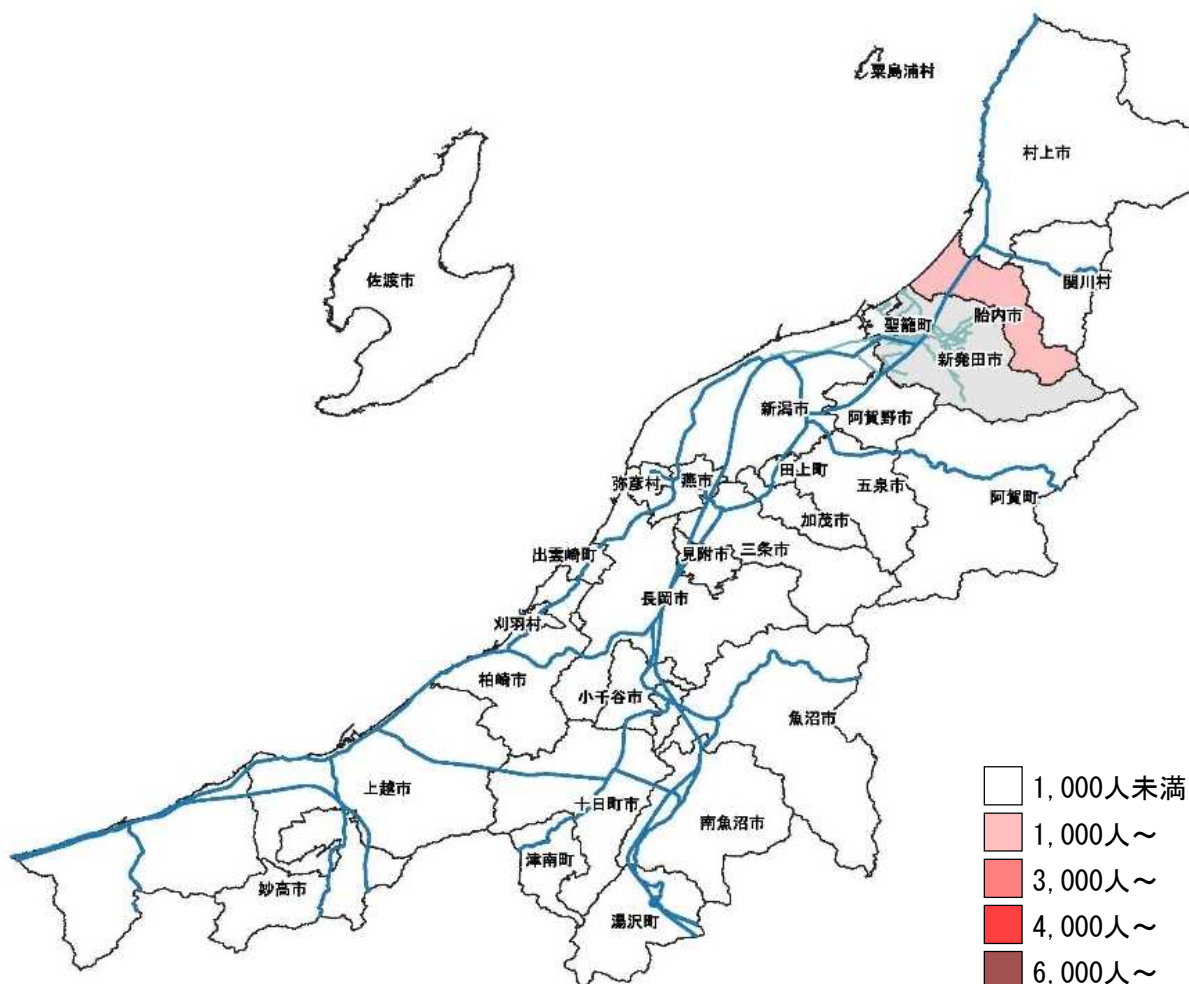 粟島浦村
村上市
佐渡市
関川村
胎内市
聖籠町
新発田市
新潟市
阿賀野市
田上町
弥彦村
燕市
五泉市
阿賀町
加茂市
出雲崎町
見附市
三条市
長岡市
刈羽村
柏崎市
小千谷市
魚沼市
上越市
十日町市
南魚沼市
津南町
妙高市
湯沢町
1,000人未満
1,000人～
3,000人～
4,000人～
6,000人～